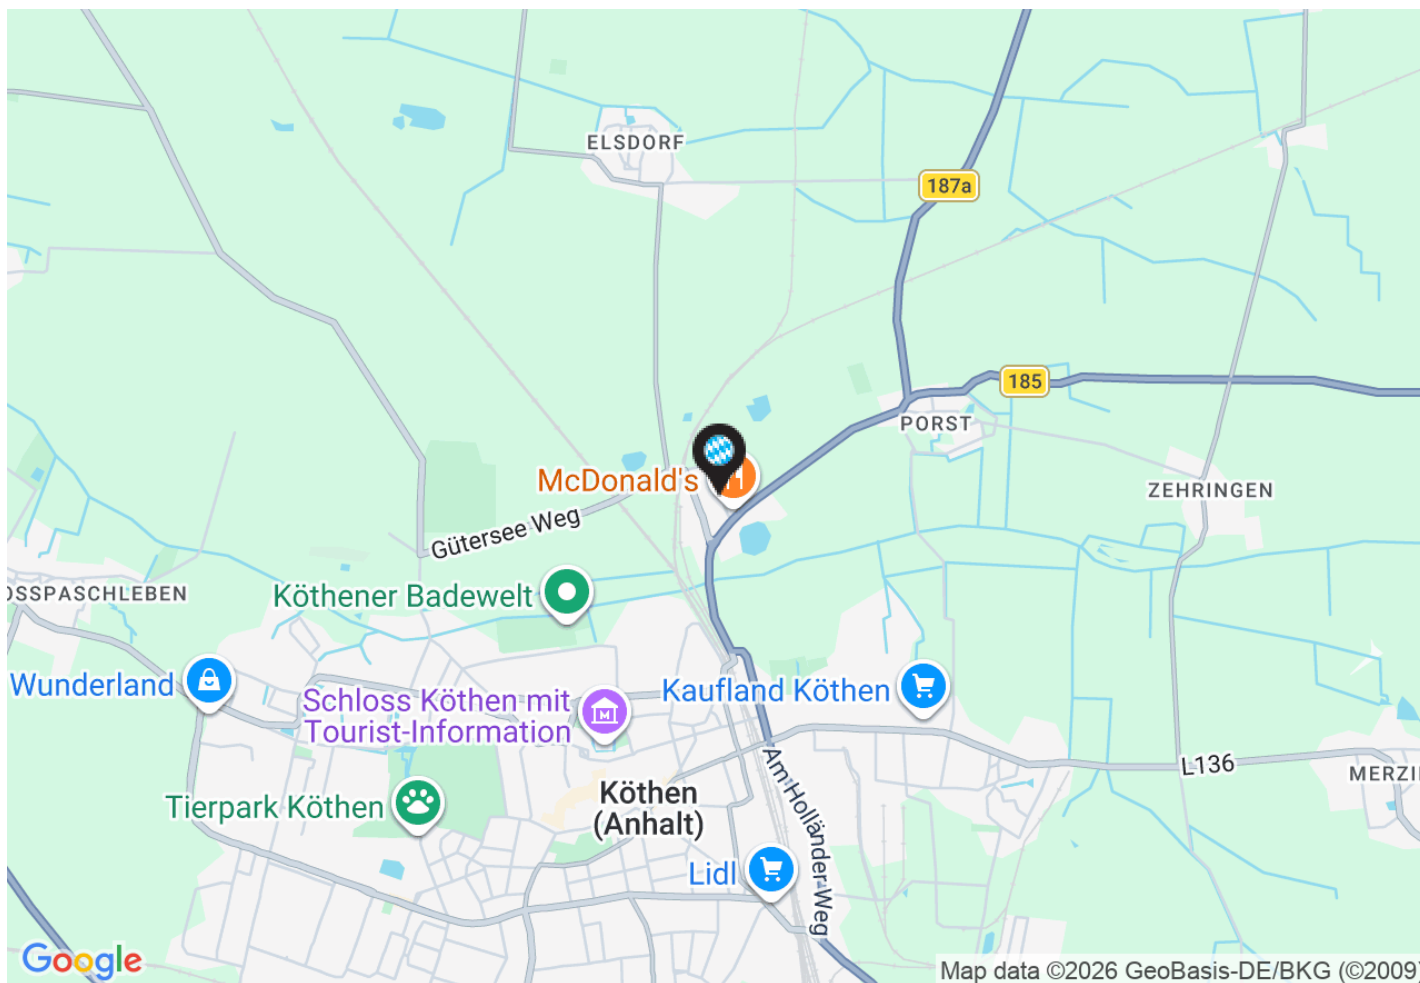 ELSDORF
187a
185
PORST
McDonald's
ZEHRINGEN
Gütersee Weg
OSSPASCHLEBEN
Köthener Badewelt
Wunderland
Schloss Köthen mit
Tourist-Information
Kaufland Köthen
L136
MERZI
Am Holländer Weg
Tierpark Köthen
Köthen
(Anhalt)
Lidl
Google
Map data ©2026 GeoBasis-DE/BKG (©2009)